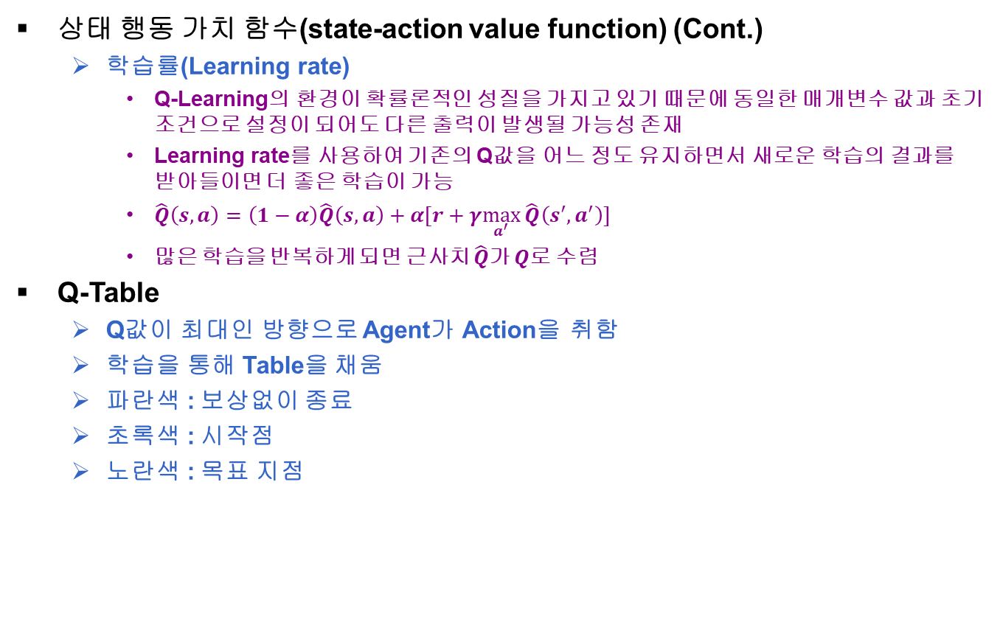 ▪ 상태 행동 가치 함수(state-action value function) (Cont.)
➢ 학습률(Learning rate)
• Q-Learning의 환경이 확률론적인 성질을 가지고 있기 때문에 동일한 매개변수 값과 초기
조건으로 설정이 되어도 다른 출력이 발생될 가능성 존재
• Learning rate를 사용하여 기존의 Q값을 어느 정도 유지하면서 새로운 학습의 결과를
받아들이면 더 좋은 학습이 가능
• Q̂(s, a) = (1 − α)Q̂(s, a) + α[r + γ max_{a′} Q̂(s′, a′)]
• 많은 학습을 반복하게 되면 근사치 Q̂가 Q로 수렴
▪ Q-Table
➢ Q값이 최대인 방향으로 Agent가 Action을 취함
➢ 학습을 통해 Table을 채움
➢ 파란색 : 보상없이 종료
➢ 초록색 : 시작점
➢ 노란색 : 목표 지점